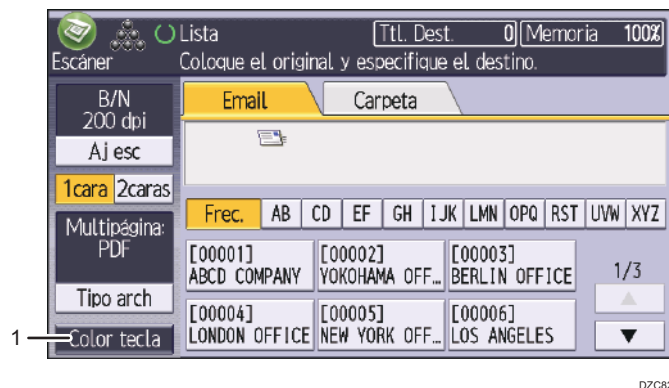 Lista Ttl. Dest. 0 Memoria 100%
Escáner Coloque el original y especifique el destino.
B/N
200 dpi
Aj esc
1cara 2caras
Multipágina:
PDF
Tipo arch
1 Color tecla
Email Carpeta
Frec. AB CD EF GH IJK LMN OPQ RST UVW XYZ
[00001] [00002] [00003]
ABCD COMPANY YOKOHAMA OFF... BERLIN OFFICE
1/3
[00004] [00005] [00006]
LONDON OFFICE NEW YORK OFF... LOS ANGELES